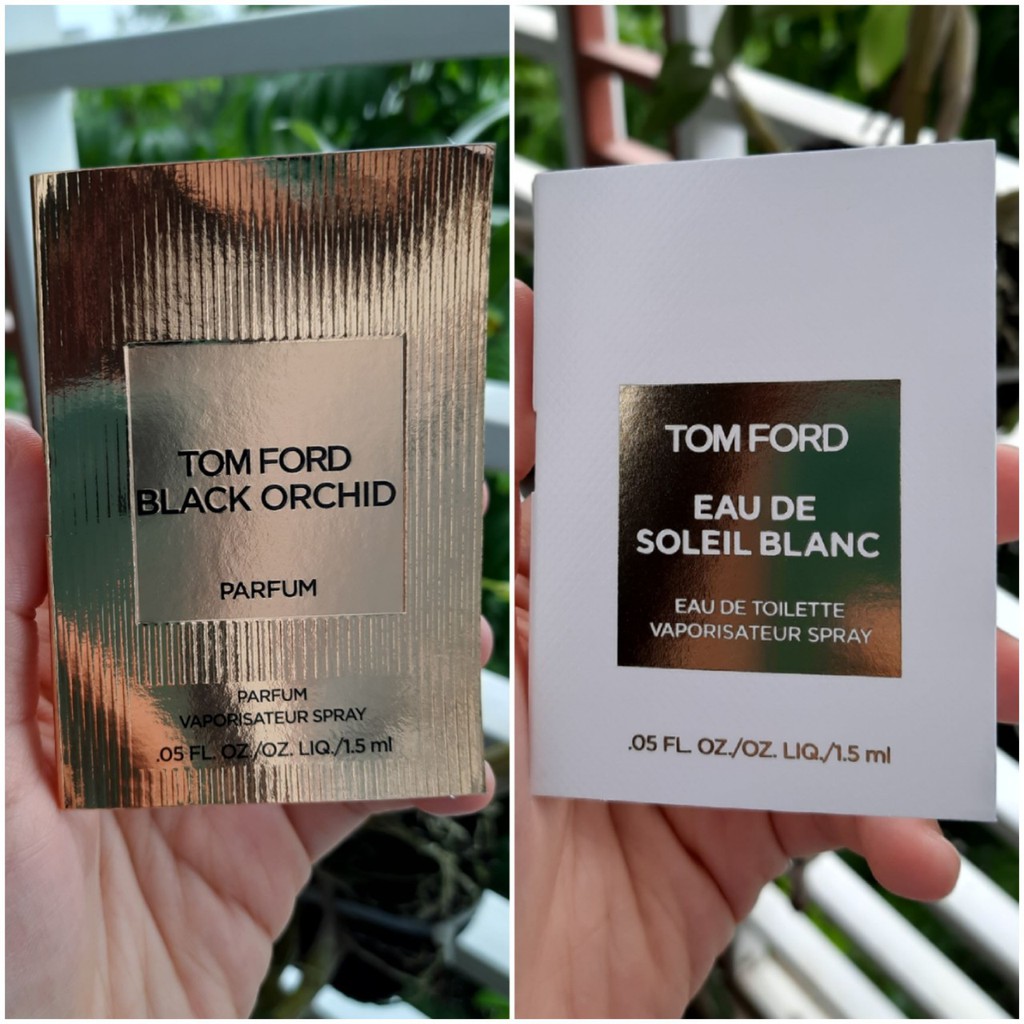 TOM FORD
BLACK ORCHID
PARFUM
PARFUM
VAPORISATEUR SPRAY
.05 FL. OZ./OZ. LIQ./1.5 ml
TOM FORD
EAU DE
SOLEIL BLANC
EAU DE TOILETTE
VAPORISATEUR SPRAY
.05 FL. OZ./OZ. LIQ./1.5 ml